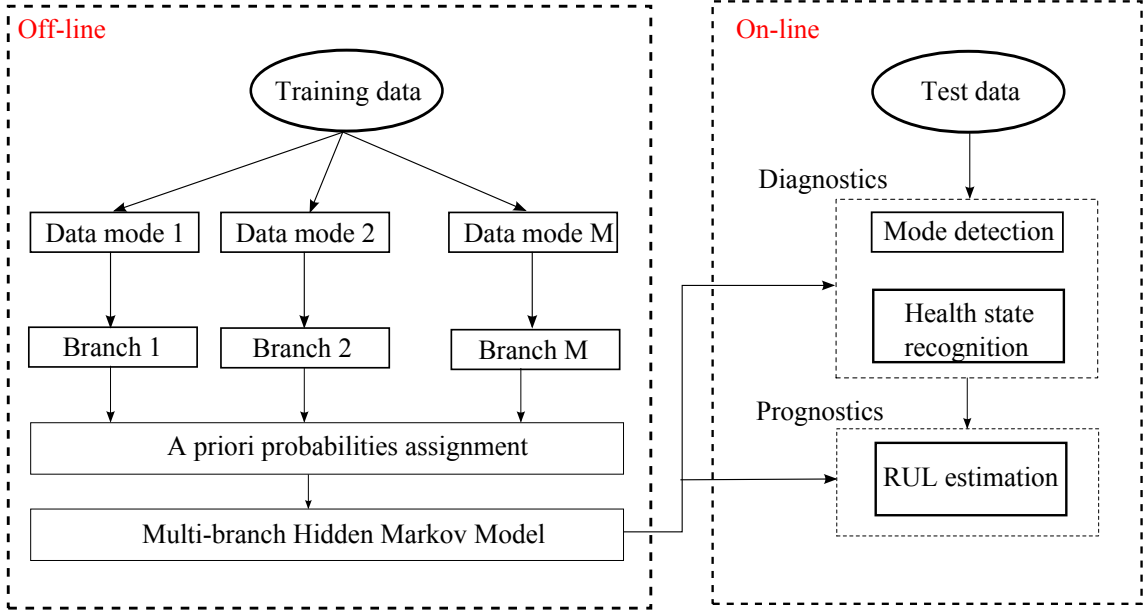 Off-line
Training data
Data mode 1
Data mode 2
Data mode M
Branch 1
Branch 2
Branch M
A priori probabilities assignment
Multi-branch Hidden Markov Model
On-line
Test data
Diagnostics
Mode detection
Health state
recognition
Prognostics
RUL estimation